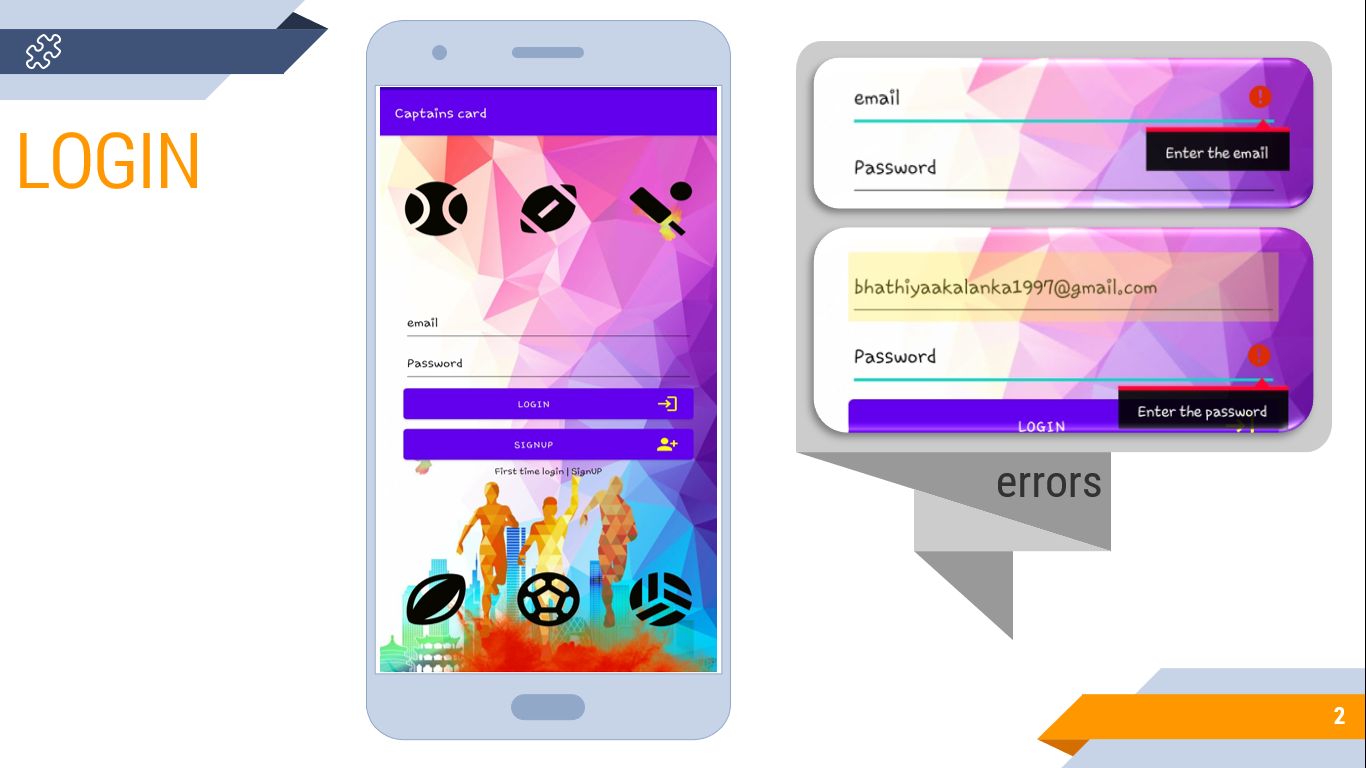 LOGIN
Captains card
email
Password
LOGIN
SIGNUP
First time login | SignUP
email
Enter the email
Password
bhathiyaakalanka1997@gmail.com
Password
Enter the password
LOGIN
errors
2